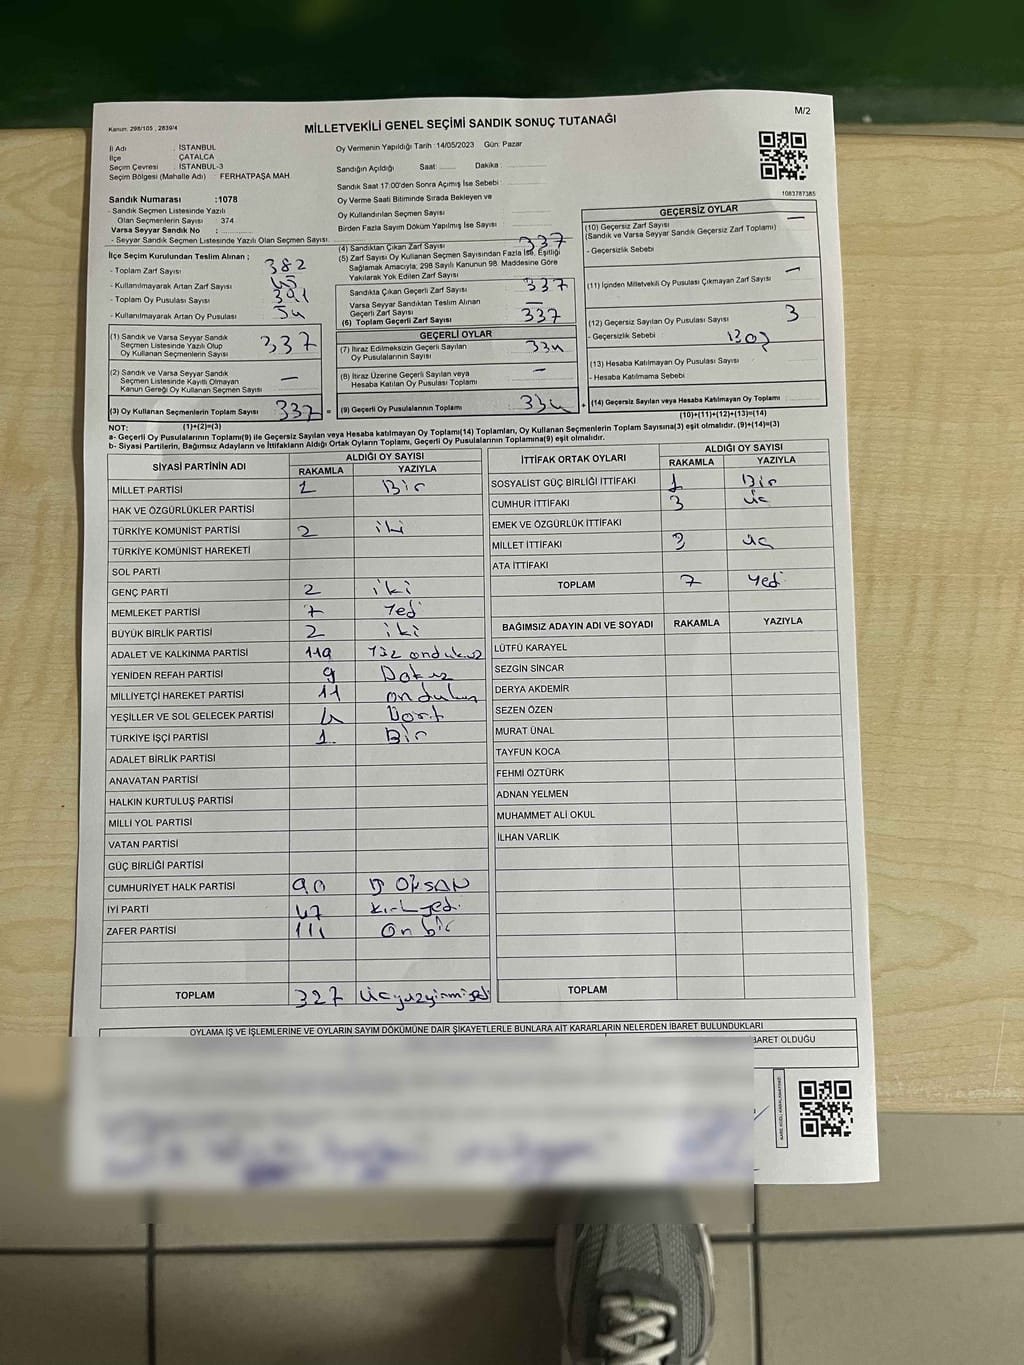 M/2
Kanun: 298/105 , 2839/4
MİLLETVEKİLİ GENEL SEÇİMİ SANDIK SONUÇ TUTANAĞI
İl Adı : İSTANBUL
İlçe : ÇATALCA
Seçim Çevresi : İSTANBUL-3
Seçim Bölgesi (Mahalle Adı) : FERHATPAŞA MAH.
Sandık Numarası :1078
- Sandık Seçmen Listesinde Yazılı
Olan Seçmenlerin Sayısı : 374
Varsa Seyyar Sandık No :
- Seyyar Sandık Seçmen Listesinde Yazılı Olan Seçmen Sayısı:
Oy Vermenin Yapıldığı Tarih :14/05/2023 Gün: Pazar
Sandığın Açıldığı Saat: Dakika :
Sandık Saat 17:00'den Sonra Açımış İse Sebebi :
Oy Verme Saati Bitiminde Sırada Bekleyen ve
Oy Kullandırılan Seçmen Sayısı
Birden Fazla Sayım Döküm Yapılmış İse Sayısı :
1083787385
İlçe Seçim Kurulundan Teslim Alınan ;
- Toplam Zarf Sayısı : 382
- Kullanılmayarak Artan Zarf Sayısı : 45
- Toplam Oy Pusulası Sayısı : 391
- Kullanılmayarak Artan Oy Pusulası : 54
(1) Sandık ve Varsa Seyyar Sandık
Seçmen Listesinde Yazılı Olup
Oy Kullanan Seçmenlerin Sayısı 337
(2) Sandık ve Varsa Seyyar Sandık
Seçmen Listesinde Kayıtlı Olmayan
Kanun Gereği Oy Kullanan Seçmen Sayısı —
(3) Oy Kullanan Seçmenlerin Toplam Sayısı 337 =
(4) Sandıktan Çıkan Zarf Sayısı 337
(5) Zarf Sayısı Oy Kullanan Seçmen Sayısından Fazla İse, Eşitliği
Sağlamak Amacıyla; 298 Sayılı Kanunun 98. Maddesine Göre
Yakılarak Yok Edilen Zarf Sayısı
Sandıkta Çıkan Geçerli Zarf Sayısı 337
Varsa Seyyar Sandıktan Teslim Alınan
Geçerli Zarf Sayısı —
(6) Toplam Geçerli Zarf Sayısı 337
GEÇERLİ OYLAR
(7) İtiraz Edilmeksizin Geçerli Sayılan
Oy Pusulasının Sayısı 334
(8) İtiraz Üzerine Geçerli Sayılan veya
Hesaba Katılan Oy Pusulası Toplamı —
(9) Geçerli Oy Pusulalarının Toplamı 334 +
GEÇERSİZ OYLAR
(10) Geçersiz Zarf Sayısı —
(Sandık ve Varsa Seyyar Sandık Geçersiz Zarf Toplamı)
- Geçersizlik Sebebi
(11) İçinden Milletvekili Oy Pusulası Çıkmayan Zarf Sayısı —
(12) Geçersiz Sayılan Oy Pusulası Sayısı 3
- Geçersizlik Sebebi :
(13) Hesaba Katılmayan Oy Pusulası Sayısı
- Hesaba Katılmama Sebebi :
(14) Geçersiz Sayılan veya Hesaba Katılmayan Oy Toplamı
(10)+(11)+(12)+(13)=(14)
NOT: (1)+(2)=(3)
a- Geçerli Oy Pusulalarının Toplamı(9) ile Geçersiz Sayılan veya Hesaba katılmayan Oy Toplamı(14) Toplamları, Oy Kullanan Seçmenlerin Toplam Sayısına(3) eşit olmalıdır. (9)+(14)=(3)
b- Siyasi Partilerin, Bağımsız Adayların ve İttifakların Aldığı Ortak Oyların Toplamı, Geçerli Oy Pusulalarının Toplamına(9) eşit olmalıdır.
SİYASİ PARTİNİN ADI ALDIĞI OY SAYISI
RAKAMLA YAZIYLA
MİLLET PARTİSİ 1 Bir
HAK VE ÖZGÜRLÜKLER PARTİSİ
TÜRKİYE KOMÜNİST PARTİSİ 2 iki
TÜRKİYE KOMÜNİST HAREKETİ
SOL PARTİ
GENÇ PARTİ 2 iki
MEMLEKET PARTİSİ 7 Yedi
BÜYÜK BİRLİK PARTİSİ 2 iki
ADALET VE KALKINMA PARTİSİ 119 Yüz ondokuz
YENİDEN REFAH PARTİSİ 9 Dokuz
MİLLİYETÇİ HAREKET PARTİSİ
YEŞİLLER VE SOL GELECEK PARTİSİ 4 Dört
TÜRKİYE İŞÇİ PARTİSİ 1 Bir
ADALET BİRLİK PARTİSİ
ANAVATAN PARTİSİ
HALKIN KURTULUŞ PARTİSİ
MİLLİ YOL PARTİSİ
VATAN PARTİSİ
GÜÇ BİRLİĞİ PARTİSİ
CUMHURİYET HALK PARTİSİ 90 DOKSAN
İYİ PARTİ 47 Kırk yedi
ZAFER PARTİSİ On bir
TOPLAM 327 Üçyüzyirmiyedi
İTTİFAK ORTAK OYLARI ALDIĞI OY SAYISI
RAKAMLA YAZIYLA
SOSYALİST GÜÇ BİRLİĞİ İTTİFAKI 1 Bir
CUMHUR İTTİFAKI 3 üç
EMEK VE ÖZGÜRLÜK İTTİFAKI
MİLLET İTTİFAKI 3 üç
ATA İTTİFAKI
TOPLAM 7 Yedi
BAĞIMSIZ ADAYIN ADI VE SOYADI RAKAMLA YAZIYLA
LÜTFÜ KARAYEL
SEZGİN SİNCAR
DERYA AKDEMİR
SEZEN ÖZEN
MURAT ÜNAL
TAYFUN KOCA
FEHMİ ÖZTÜRK
ADNAN YELMEN
MUHAMMET ALİ OKUL
İLHAN VARLIK
TOPLAM
OYLAMA İŞ VE İŞLEMLERİNE VE OYLARIN SAYIM DÖKÜMÜNE DAİR ŞİKAYETLERLE BUNLARA AİT KARARLARIN NELERDEN İBARET BULUNDUKLARI
BARET OLDUĞU